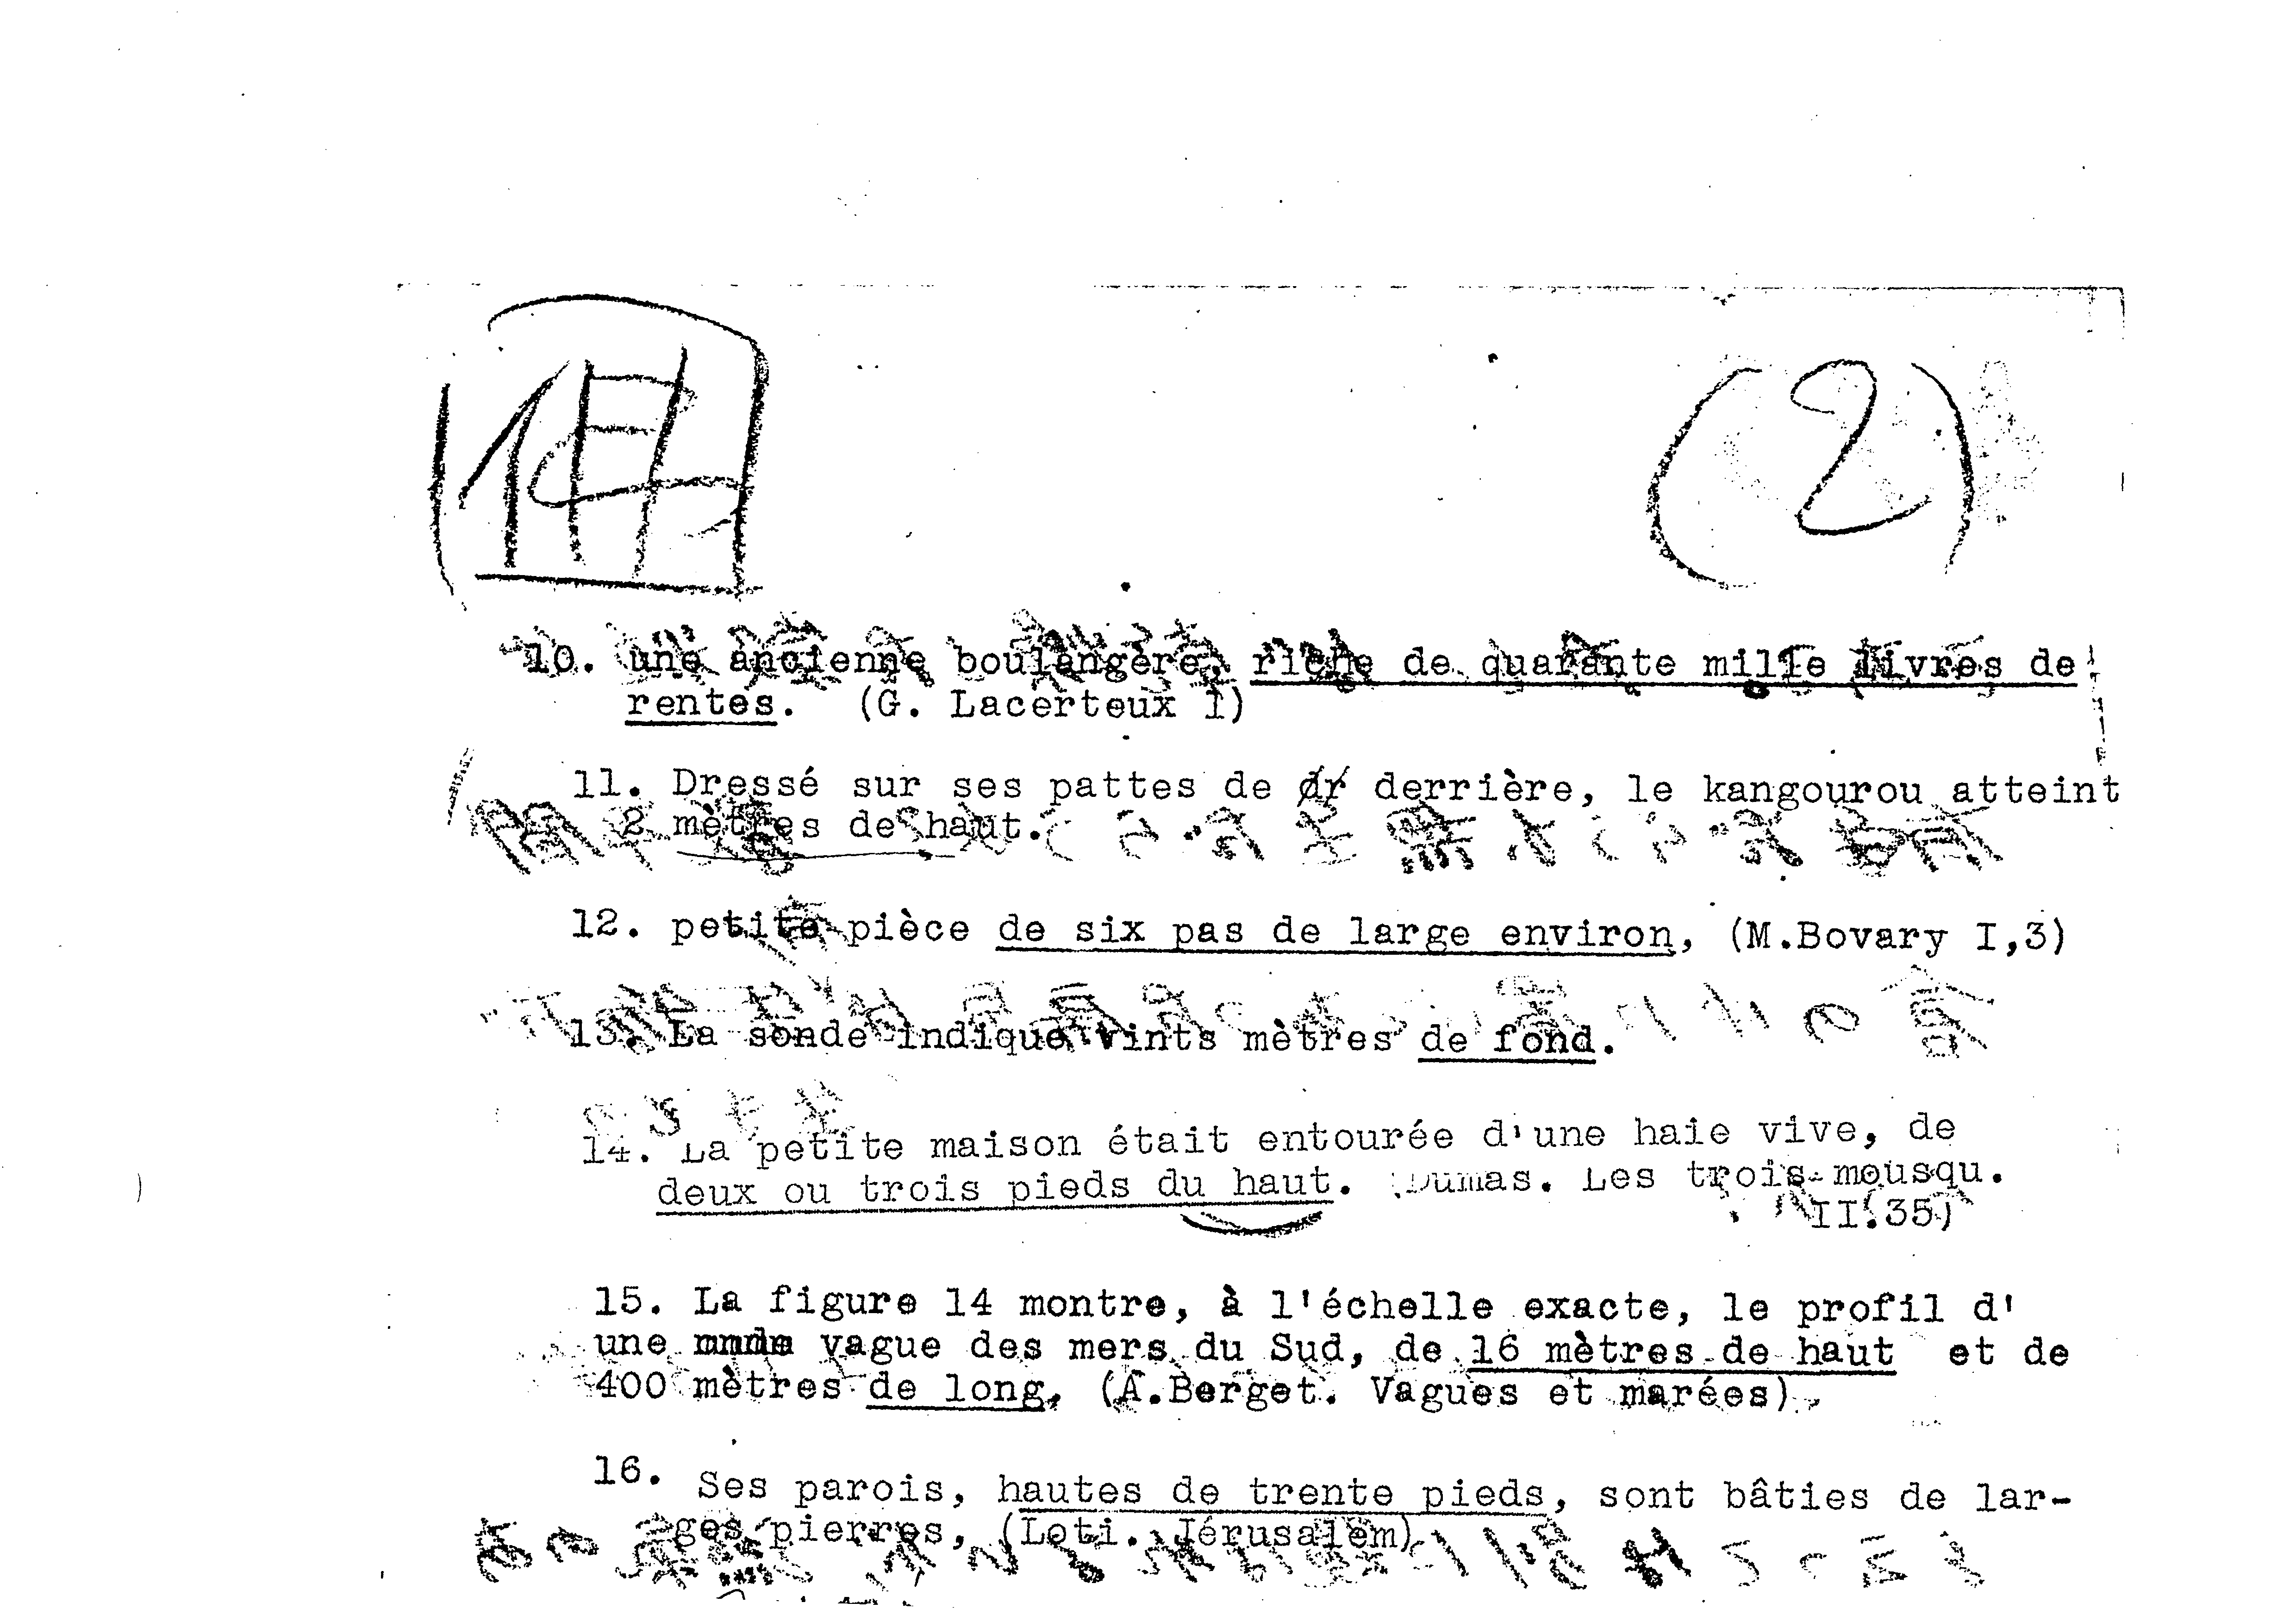 (2)
10. une ancienne boulangère, riche de quarante mille livres de
rentes. (G. Lacerteux 1)
11. Dressé sur ses pattes de dr derrière, le kangourou atteint
2 mètres de haut.
12. petite pièce de six pas de large environ, (M.Bovary I,3)
13. La sonde indique vints mètres de fond.
14. La petite maison était entourée d'une haie vive, de
deux ou trois pieds du haut. Dumas. Les trois mousqu.
II.35)
15. La figure 14 montre, à l'échelle exacte, le profil d'
une vague des mers du Sud, de 16 mètres de haut et de
400 mètres de long, (A.Berget. Vagues et marées).
16. Ses parois, hautes de trente pieds, sont bâties de lar-
ges pierres, (Loti. Jérusalem)